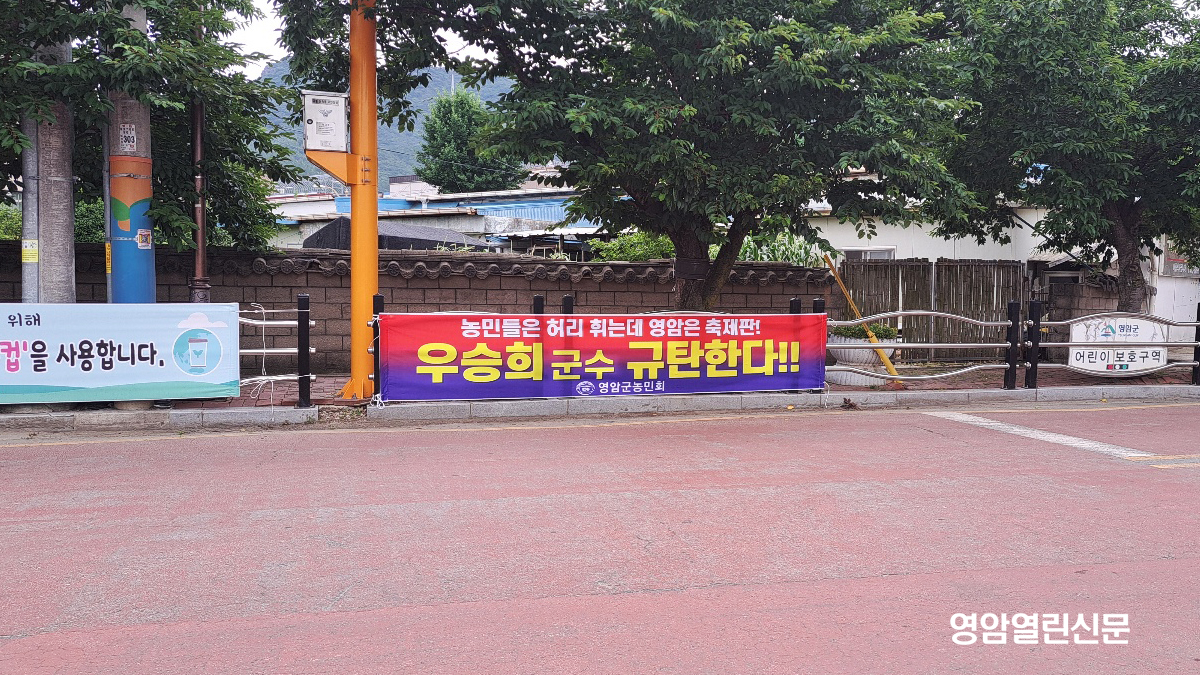 위해
컵'을 사용합니다.
303
농민들은 허리 휘는데 영암은 축제판!
우승희 군수 규탄한다!!
영암군농민회
영암군
어린이 보호구역
영암열린신문